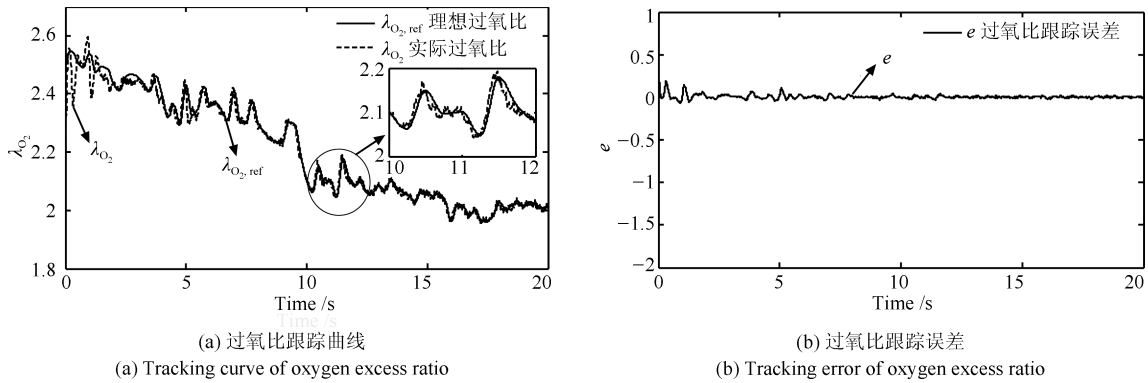 λO₂, ref 理想过氧比
λO₂ 实际过氧比
2.6
2.4
2.2
2
1.8
λO₂
λO₂
λO₂, ref
2.2
2.1
2
10
11
12
0
5
10
15
20
Time /s
(a) 过氧比跟踪曲线
(a) Tracking curve of oxygen excess ratio
e 过氧比跟踪误差
1
0.5
0
−0.5
−1
−1.5
−2
e
e
0
5
10
15
20
Time /s
(b) 过氧比跟踪误差
(b) Tracking error of oxygen excess ratio